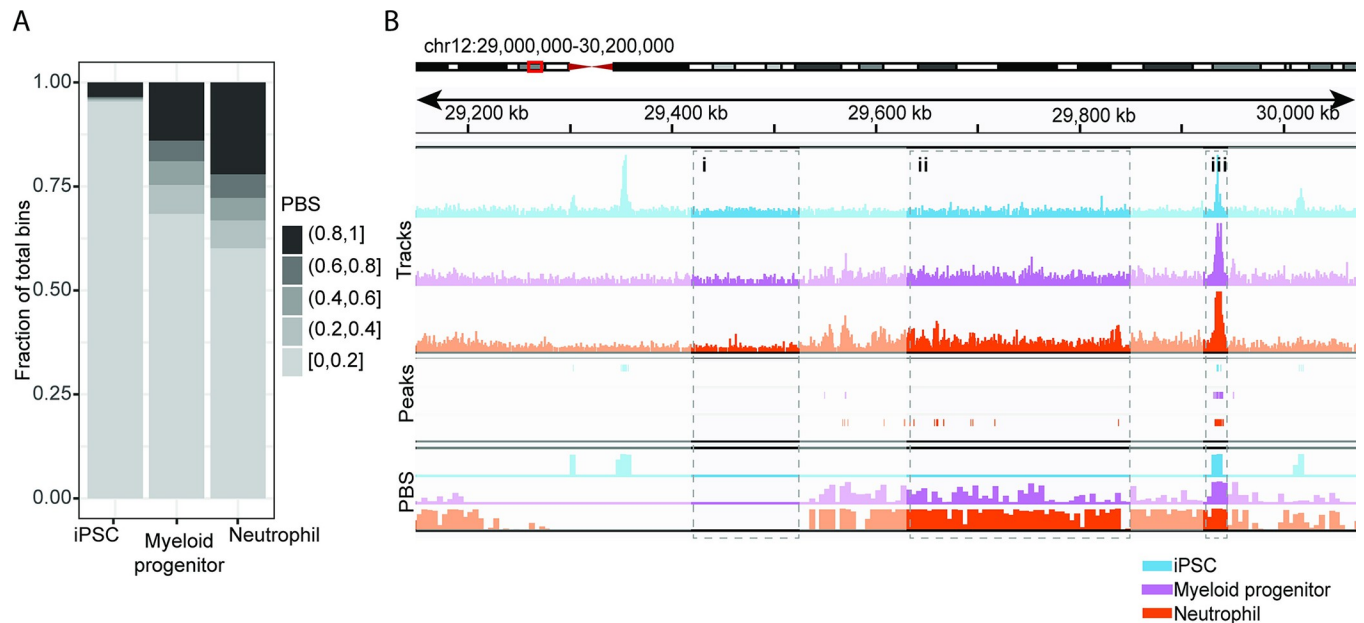 A
B
1.00
0.75
0.50
0.25
0.00
Fraction of total bins
iPSC
Myeloid
progenitor
Neutrophil
PBS
(0.8,1]
(0.6,0.8]
(0.4,0.6]
(0.2,0.4]
[0,0.2]
chr12:29,000,000-30,200,000
29,200 kb
29,400 kb
29,600 kb
29,800 kb
30,000 kb
i
ii
iii
Tracks
Peaks
PBS
iPSC
Myeloid progenitor
Neutrophil